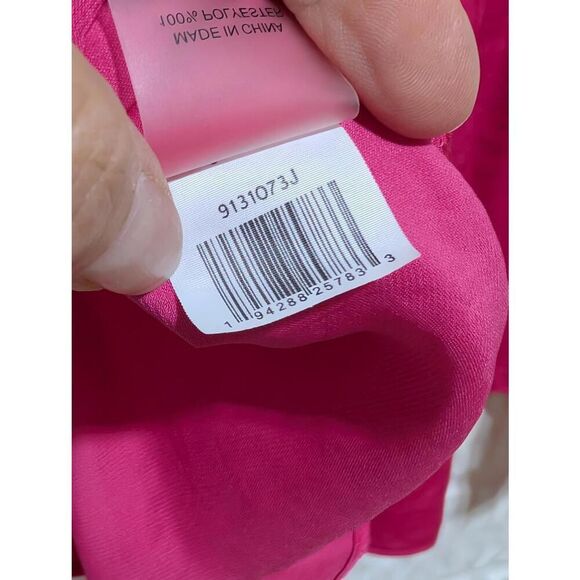 100% POLYESTER
MADE IN CHINA
9131073J
1 94288 25783 3